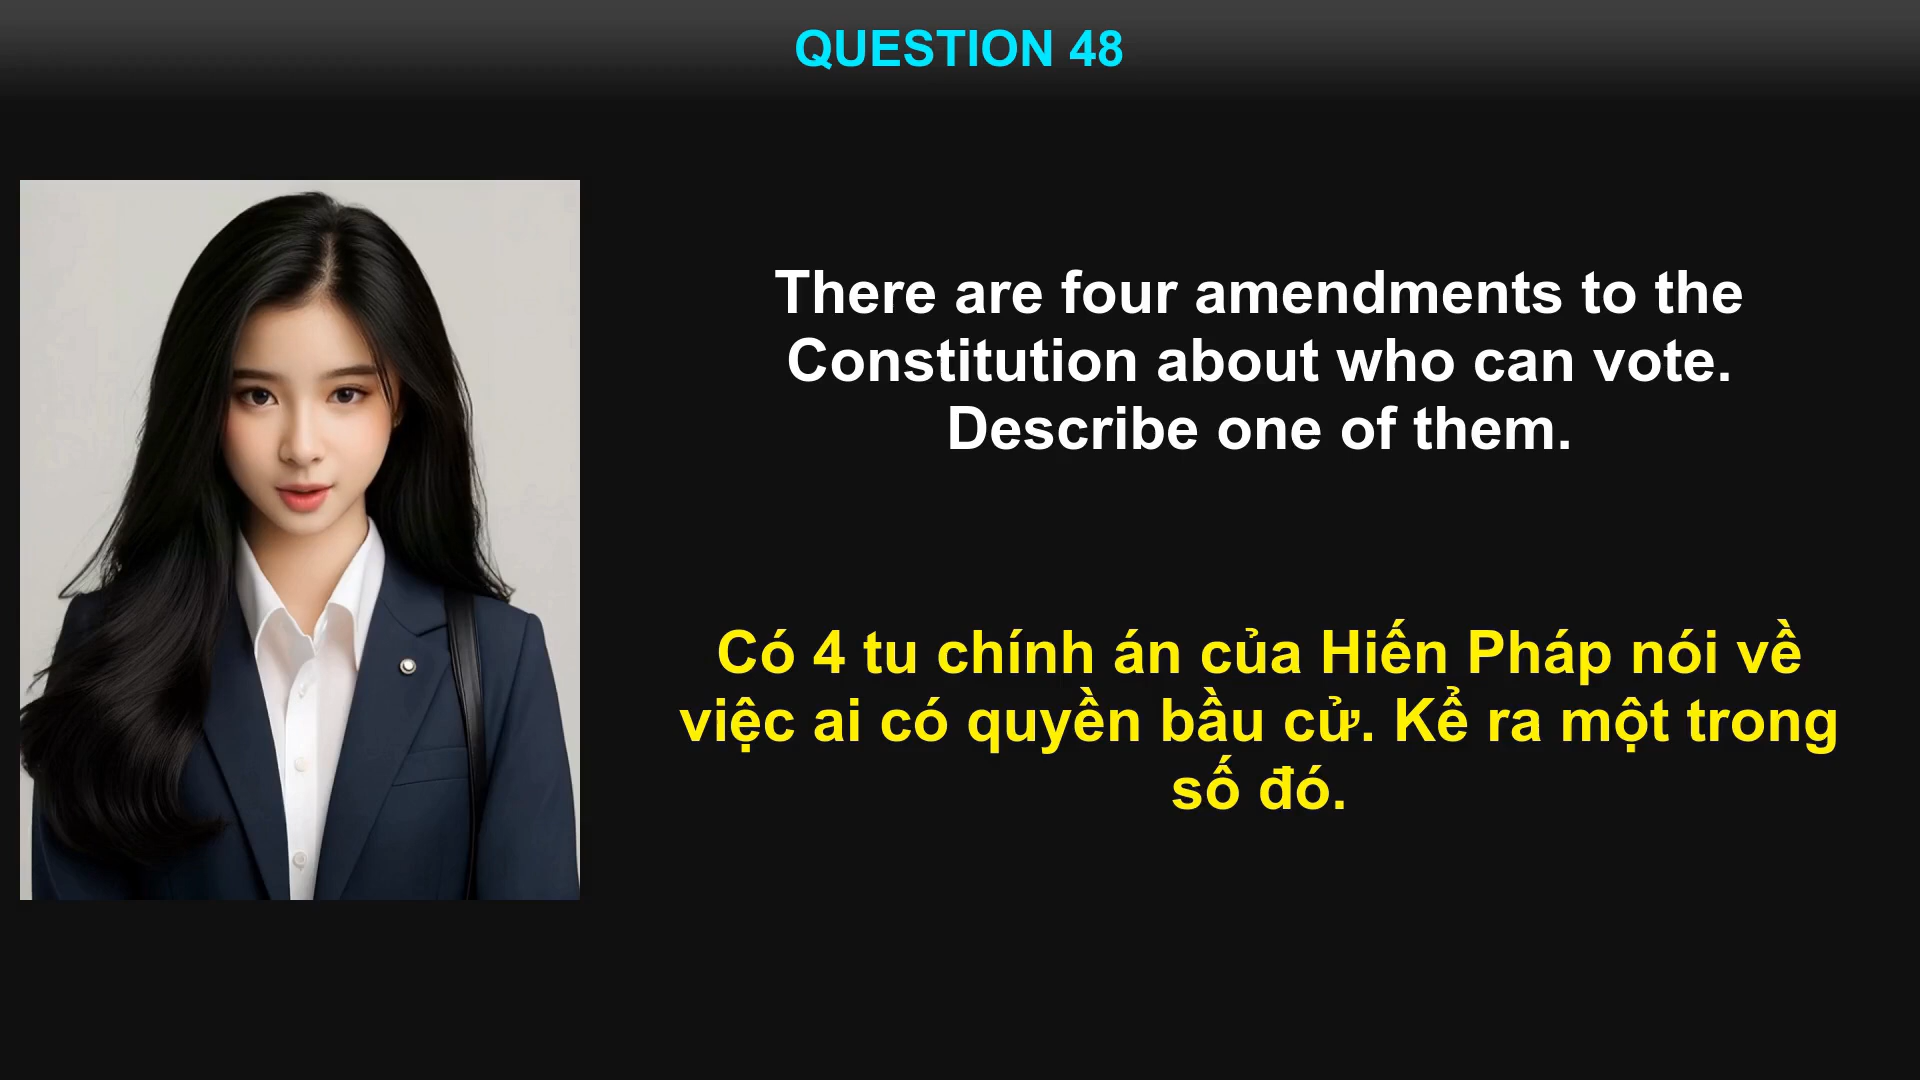 QUESTION 48
There are four amendments to the
Constitution about who can vote.
Describe one of them.
Có 4 tu chính án của Hiến Pháp nói về
việc ai có quyền bầu cử. Kể ra một trong
số đó.